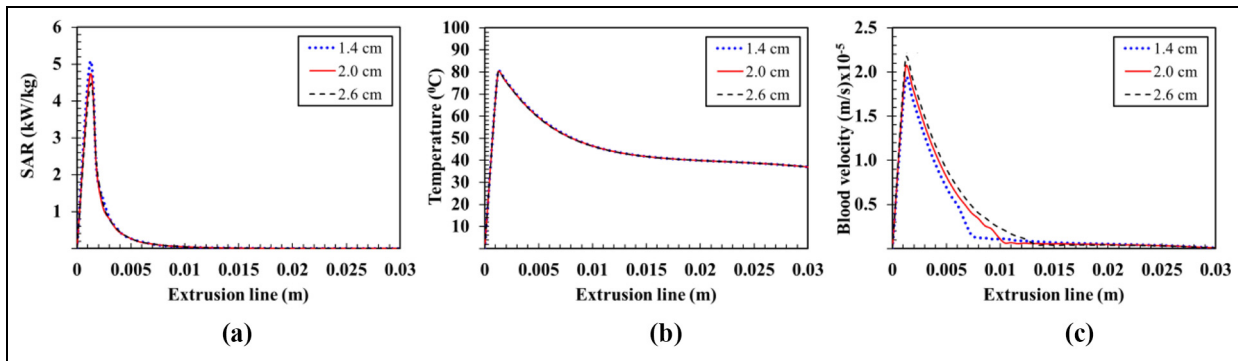 6
5
4
3
2
1
SAR (kW/kg)
1.4 cm
2.0 cm
2.6 cm
0 0.005 0.01 0.015 0.02 0.025 0.03
Extrusion line (m)
(a)
100
90
80
70
60
50
40
30
20
10
Temperature (⁰C)
1.4 cm
2.0 cm
2.6 cm
0 0.005 0.01 0.015 0.02 0.025 0.03
Extrusion line (m)
(b)
2.5
2.0
1.5
1.0
0.5
Blood velocity (m/s)x10⁻⁵
1.4 cm
2.0 cm
2.6 cm
0 0.005 0.01 0.015 0.02 0.025 0.03
Extrusion line (m)
(c)